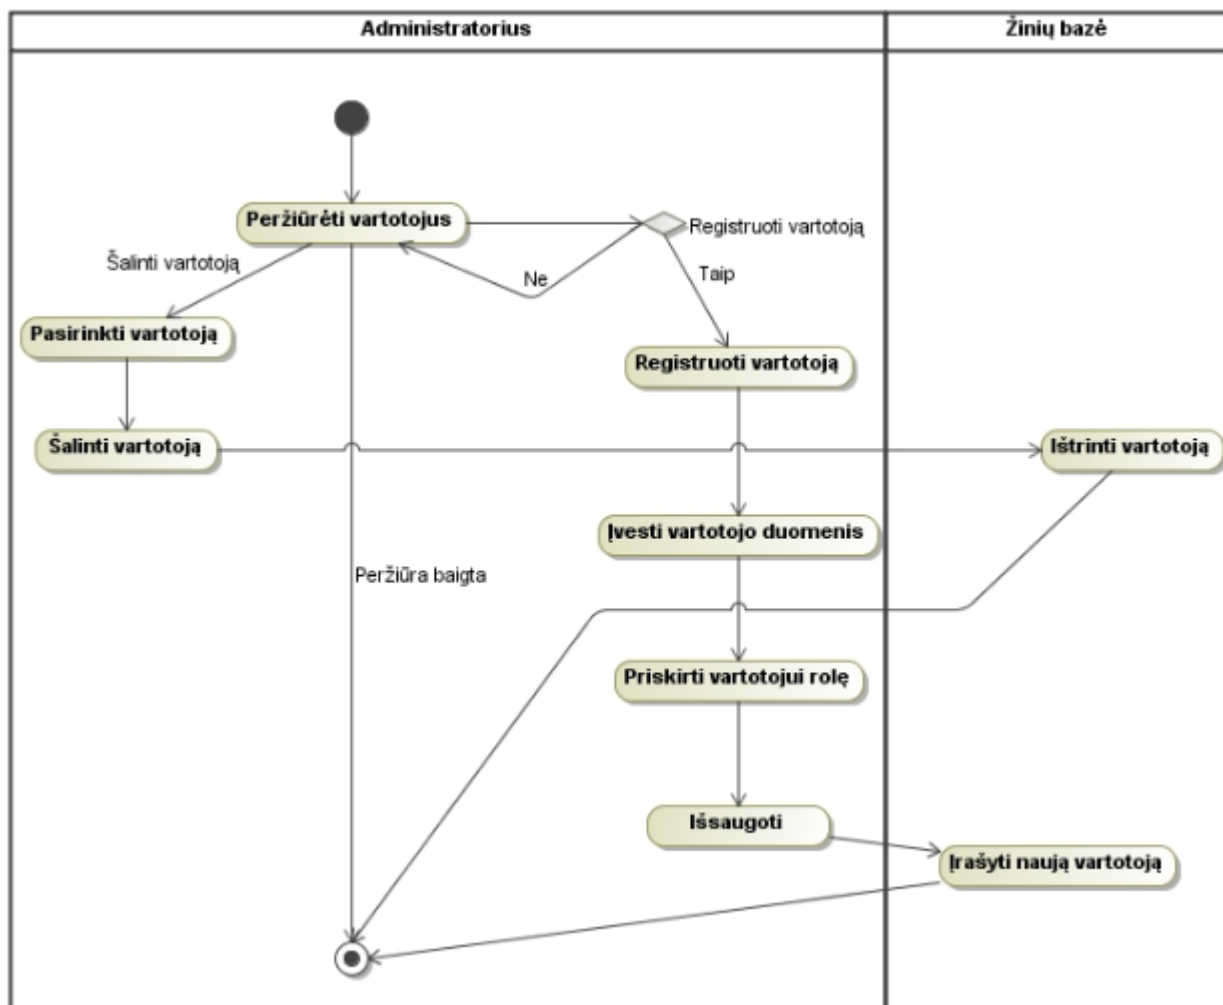 Administratorius
Žinių bazė
Peržiūrėti vartotojus
Registruoti vartotoją
Šalinti vartotoją
Ne
Taip
Pasirinkti vartotoją
Registruoti vartotoją
Šalinti vartotoją
Ištrinti vartotoją
Įvesti vartotojo duomenis
Peržiūra baigta
Priskirti vartotojui rolę
Išsaugoti
Įrašyti naują vartotoją